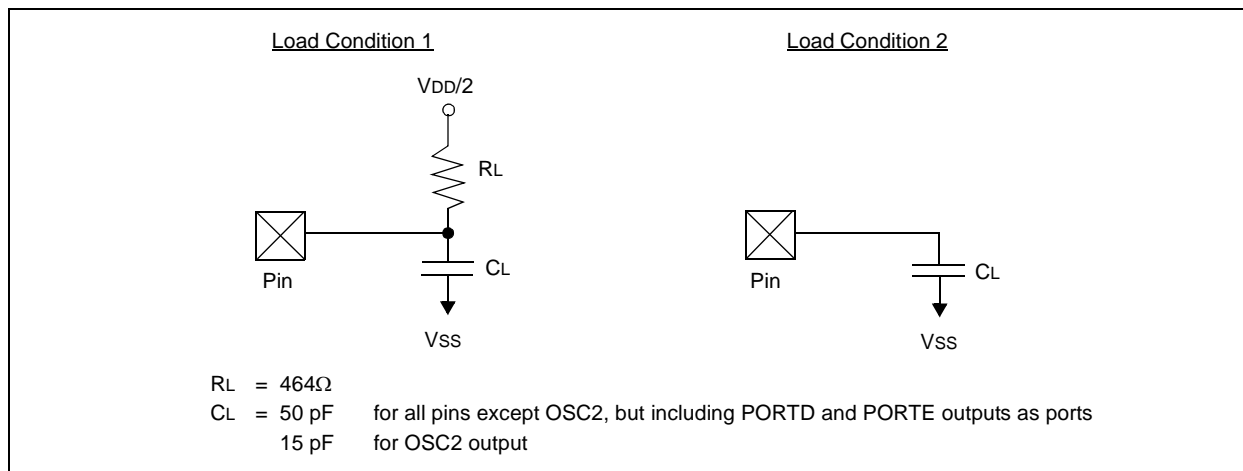 Load Condition 1
VDD/2
RL
CL
Pin
VSS
Load Condition 2
Pin
CL
VSS
RL = 464Ω
CL = 50 pF for all pins except OSC2, but including PORTD and PORTE outputs as ports
15 pF for OSC2 output